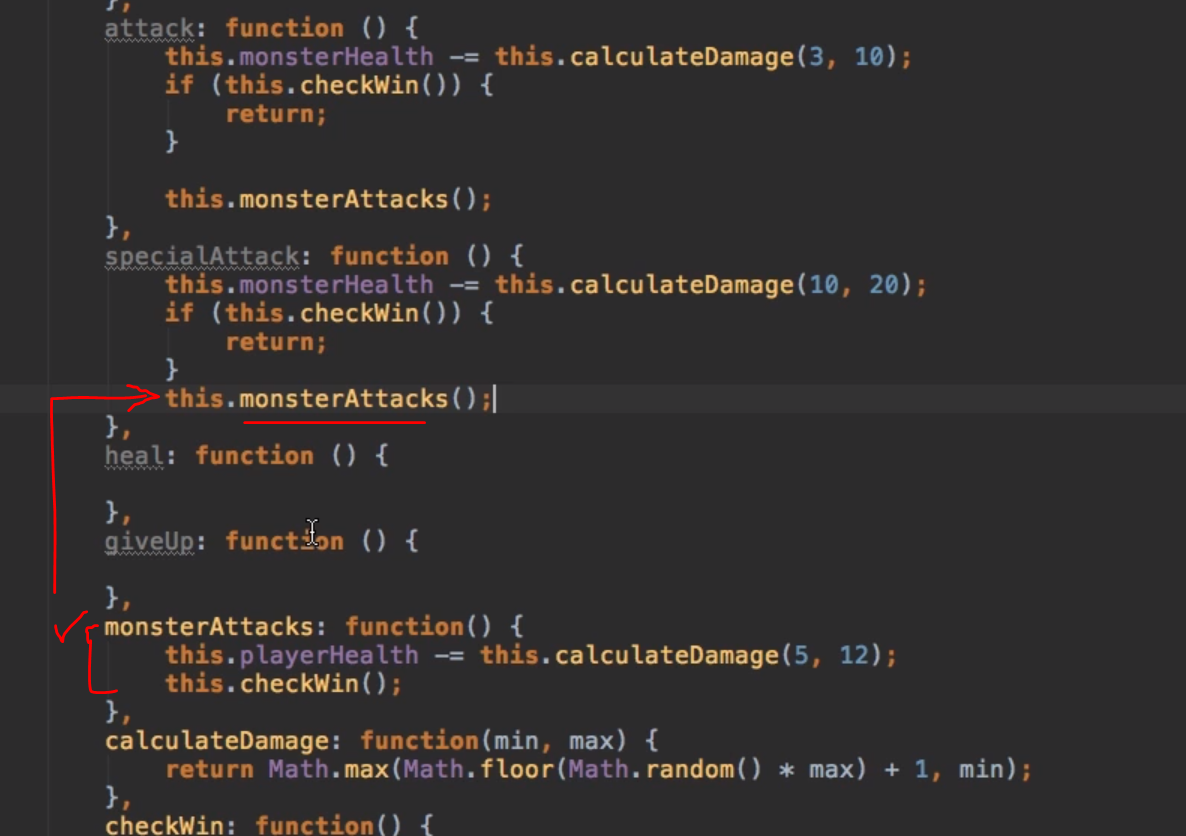 },
attack: function () {
this.monsterHealth -= this.calculateDamage(3, 10);
if (this.checkWin()) {
return;
}
this.monsterAttacks();
},
specialAttack: function () {
this.monsterHealth -= this.calculateDamage(10, 20);
if (this.checkWin()) {
return;
}
this.monsterAttacks();
},
heal: function () {
},
giveUp: function () {
},
monsterAttacks: function() {
this.playerHealth -= this.calculateDamage(5, 12);
this.checkWin();
},
calculateDamage: function(min, max) {
return Math.max(Math.floor(Math.random() * max) + 1, min);
},
checkWin: function() {